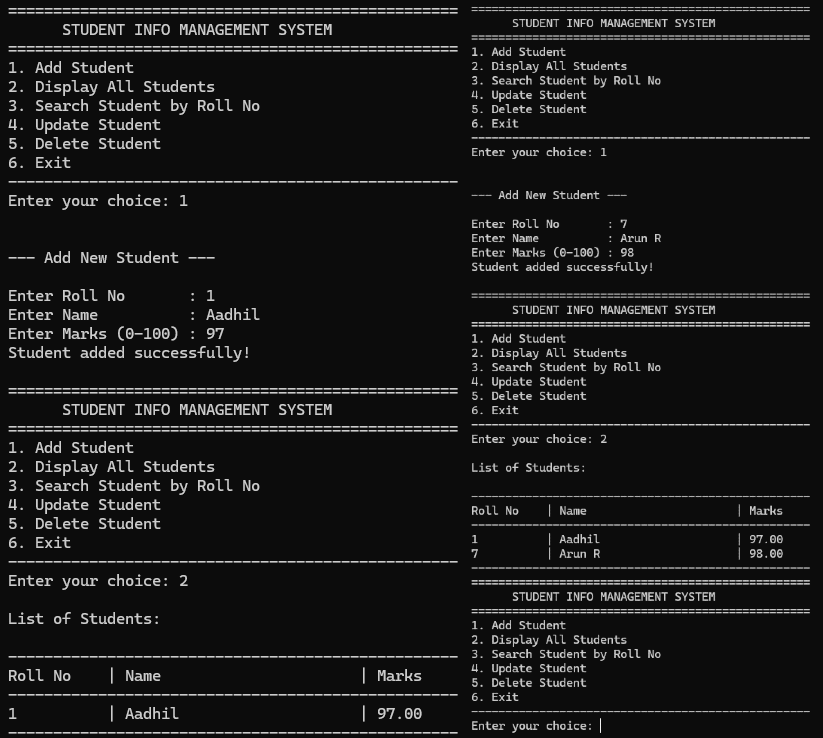 ==================================================
STUDENT INFO MANAGEMENT SYSTEM
==================================================
1. Add Student
2. Display All Students
3. Search Student by Roll No
4. Update Student
5. Delete Student
6. Exit
--------------------------------------------------
Enter your choice: 1
--- Add New Student ---
Enter Roll No       : 1
Enter Name          : Aadhil
Enter Marks (0-100) : 97
Student added successfully!
==================================================
STUDENT INFO MANAGEMENT SYSTEM
==================================================
1. Add Student
2. Display All Students
3. Search Student by Roll No
4. Update Student
5. Delete Student
6. Exit
--------------------------------------------------
Enter your choice: 2
List of Students:
--------------------------------------------------
Roll No    | Name                      | Marks
--------------------------------------------------
1          | Aadhil                    | 97.00
--------------------------------------------------
==================================================
STUDENT INFO MANAGEMENT SYSTEM
==================================================
1. Add Student
2. Display All Students
3. Search Student by Roll No
4. Update Student
5. Delete Student
6. Exit
--------------------------------------------------
Enter your choice: 1
--- Add New Student ---
Enter Roll No       : 7
Enter Name          : Arun R
Enter Marks (0-100) : 98
Student added successfully!
==================================================
STUDENT INFO MANAGEMENT SYSTEM
==================================================
1. Add Student
2. Display All Students
3. Search Student by Roll No
4. Update Student
5. Delete Student
6. Exit
--------------------------------------------------
Enter your choice: 2
List of Students:
--------------------------------------------------
Roll No    | Name                      | Marks
--------------------------------------------------
1          | Aadhil                    | 97.00
7          | Arun R                    | 98.00
--------------------------------------------------
==================================================
STUDENT INFO MANAGEMENT SYSTEM
==================================================
1. Add Student
2. Display All Students
3. Search Student by Roll No
4. Update Student
5. Delete Student
6. Exit
--------------------------------------------------
Enter your choice: